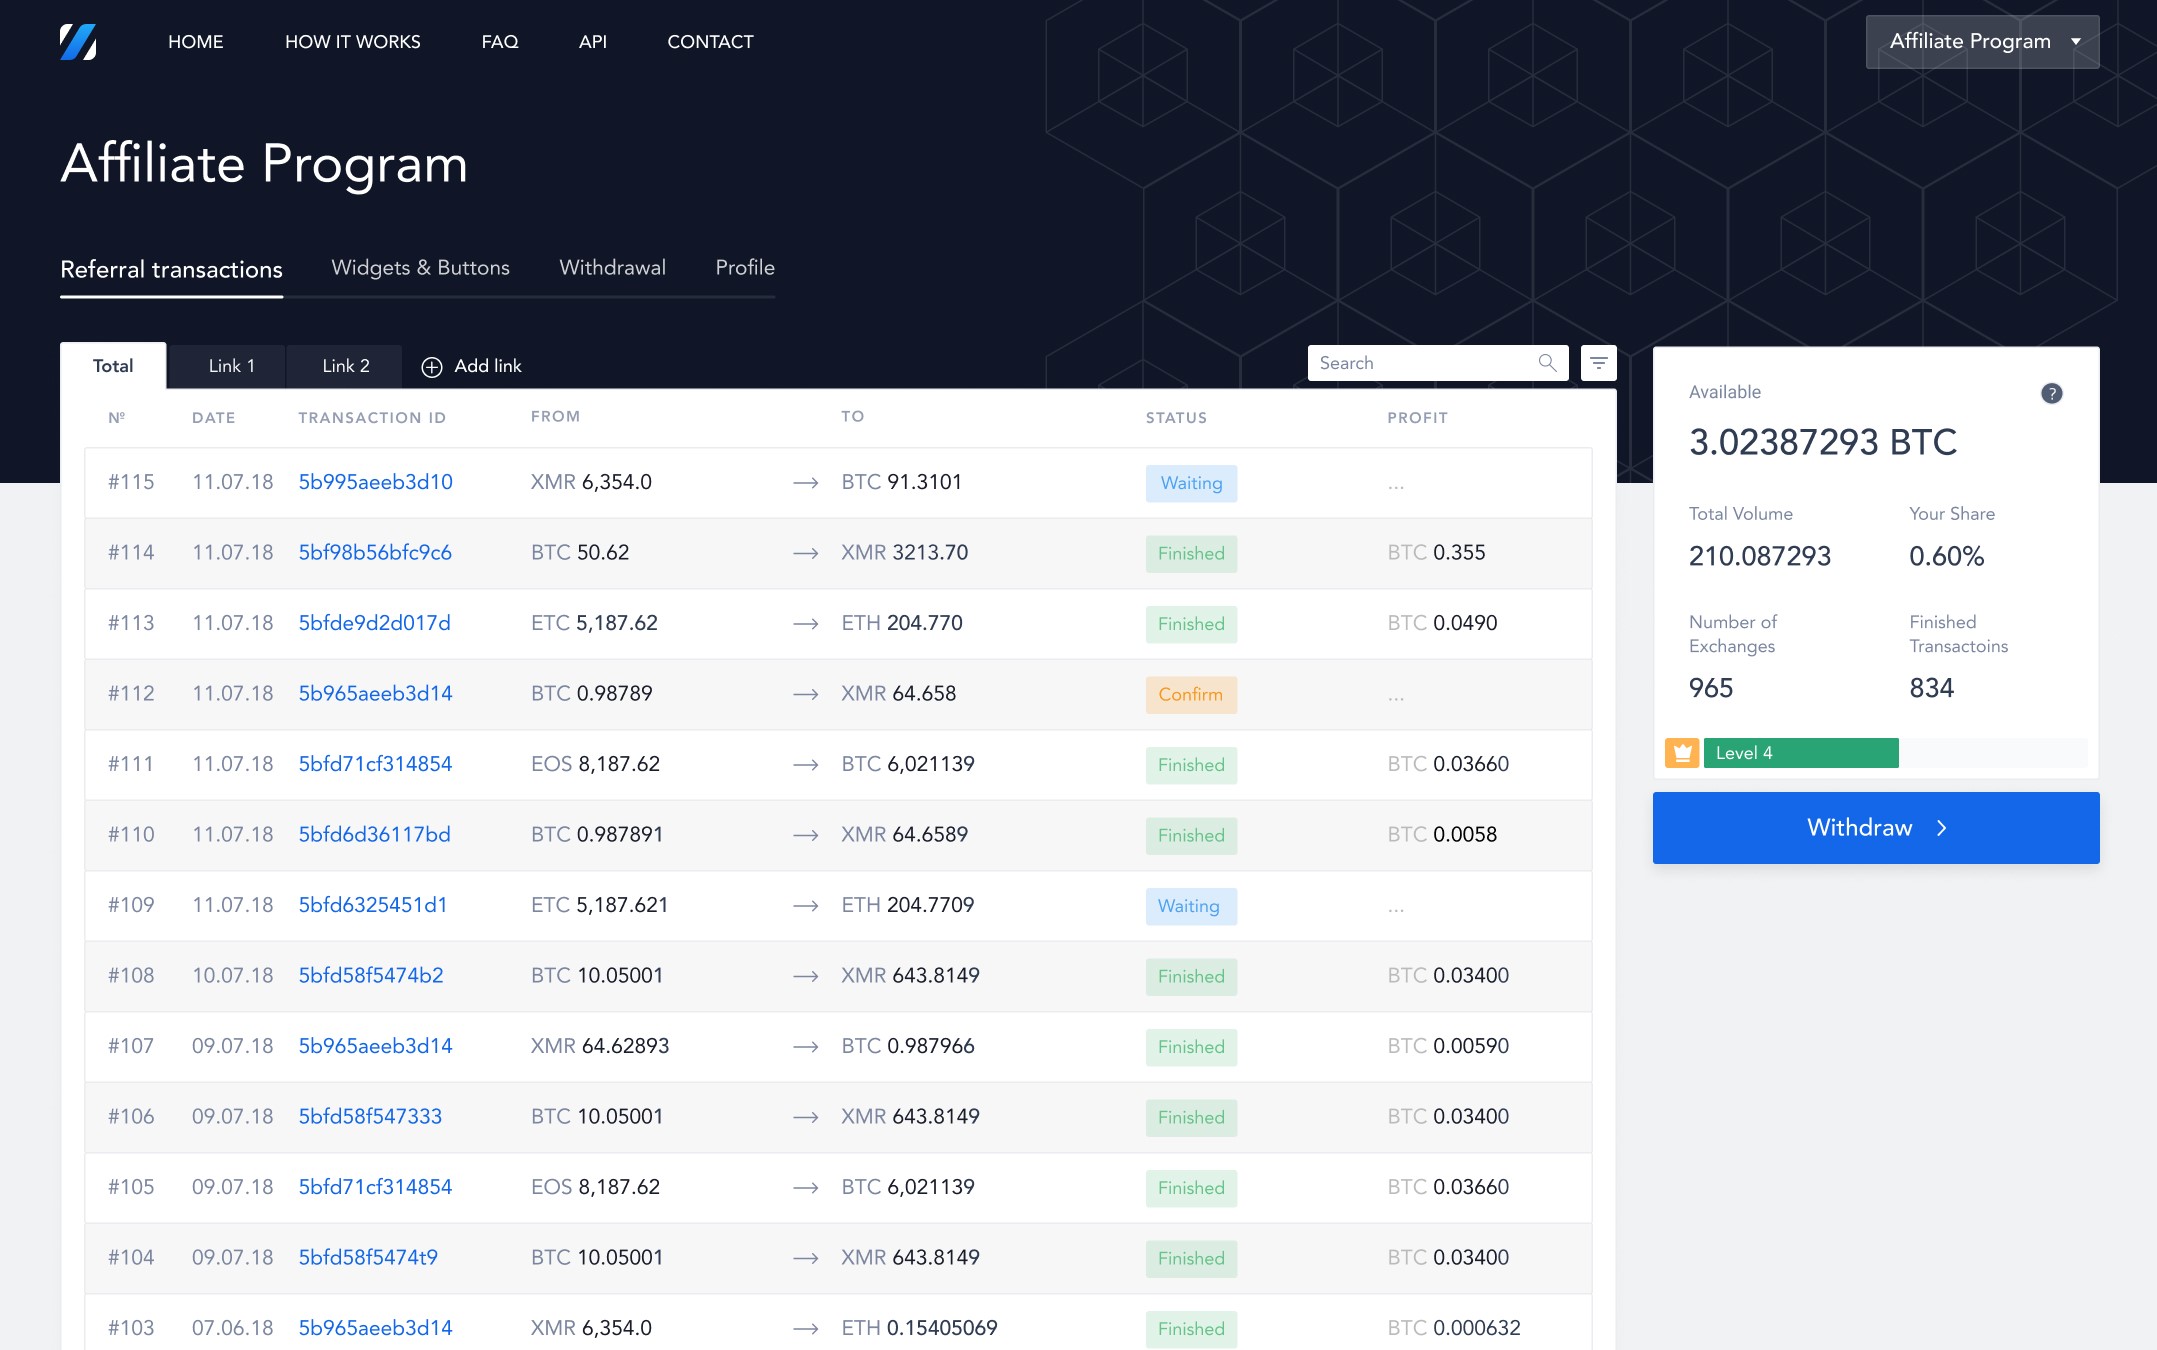 HOME HOW IT WORKS FAQ API CONTACT Affiliate Program
Affiliate Program
Referral transactions Widgets & Buttons Withdrawal Profile
Total Link 1 Link 2 Add link Search
Nº DATE TRANSACTION ID FROM TO STATUS PROFIT
#115 11.07.18 5b995aeeb3d10 XMR 6,354.0 → BTC 91.3101 Waiting ...
#114 11.07.18 5bf98b56bfc9c6 BTC 50.62 → XMR 3213.70 Finished BTC 0.355
#113 11.07.18 5bfde9d2d017d ETC 5,187.62 → ETH 204.770 Finished BTC 0.0490
#112 11.07.18 5b965aeeb3d14 BTC 0.98789 → XMR 64.658 Confirm ...
#111 11.07.18 5bfd71cf314854 EOS 8,187.62 → BTC 6,021139 Finished BTC 0.03660
#110 11.07.18 5bfd6d36117bd BTC 0.987891 → XMR 64.6589 Finished BTC 0.0058
#109 11.07.18 5bfd6325451d1 ETC 5,187.621 → ETH 204.7709 Waiting ...
#108 10.07.18 5bfd58f5474b2 BTC 10.05001 → XMR 643.8149 Finished BTC 0.03400
#107 09.07.18 5b965aeeb3d14 XMR 64.62893 → BTC 0.987966 Finished BTC 0.00590
#106 09.07.18 5bfd58f547333 BTC 10.05001 → XMR 643.8149 Finished BTC 0.03400
#105 09.07.18 5bfd71cf314854 EOS 8,187.62 → BTC 6,021139 Finished BTC 0.03660
#104 09.07.18 5bfd58f5474t9 BTC 10.05001 → XMR 643.8149 Finished BTC 0.03400
#103 07.06.18 5b965aeeb3d14 XMR 6,354.0 → ETH 0.15405069 Finished BTC 0.000632
Available ?
3.02387293 BTC
Total Volume Your Share
210.087293 0.60%
Number of Finished
Exchanges Transactoins
965 834
Level 4
Withdraw